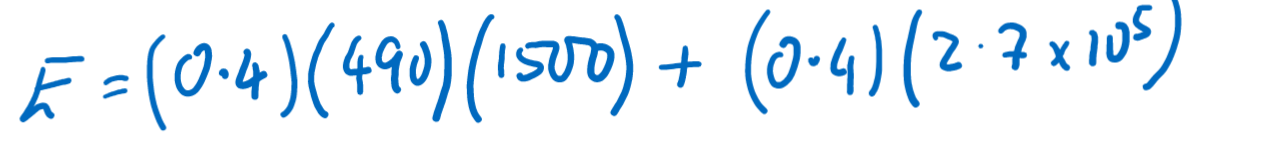 E = (0.4)(490)(1500) + (0.4)(2.7 x 10⁵)